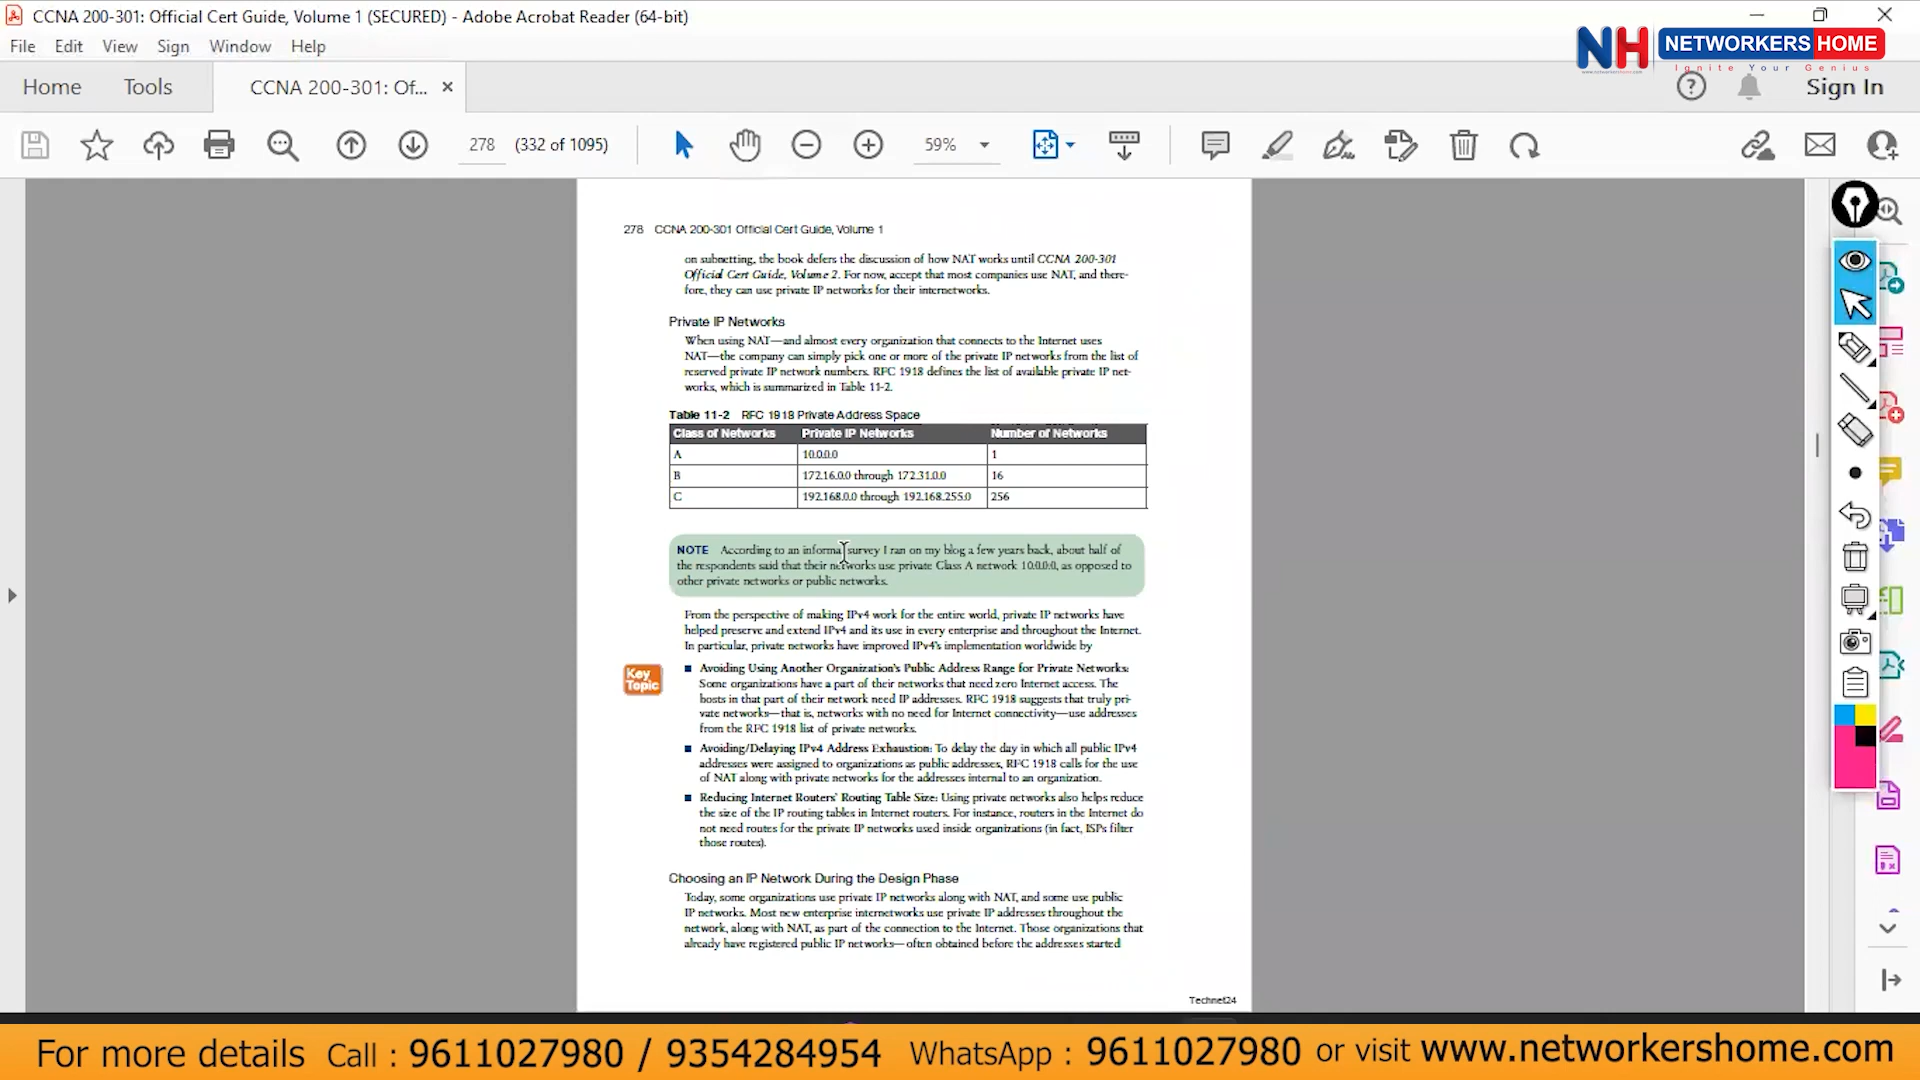 CCNA 200-301: Official Cert Guide, Volume 1 (SECURED) - Adobe Acrobat Reader (64-bit)
File Edit View Sign Window Help
NH NETWORKERS HOME
Ignite Your Genius
Home Tools CCNA 200-301: Of... × Sign In
278 (332 of 1095) 59%
278 CCNA 200-301 Official Cert Guide, Volume 1
on subnetting, the book defers the discussion of how NAT works until CCNA 200-301
Official Cert Guide, Volume 2. For now, accept that most companies use NAT, and there-
fore, they can use private IP networks for their internetworks.
Private IP Networks
When using NAT—and almost every organization that connects to the Internet uses
NAT—the company can simply pick one or more of the private IP networks from the list of
reserved private IP network numbers. RFC 1918 defines the list of available private IP net-
works, which is summarized in Table 11-2.
Table 11-2 RFC 1918 Private Address Space
Class of Networks Private IP Networks Number of Networks
A 10.0.0.0 1
B 172.16.0.0 through 172.31.0.0 16
C 192.168.0.0 through 192.168.255.0 256
NOTE According to an informal survey I ran on my blog a few years back, about half of
the respondents said that their networks use private Class A network 10.0.0.0, as opposed to
other private networks or public networks.
From the perspective of making IPv4 work for the entire world, private IP networks have
helped preserve and extend IPv4 and its use in every enterprise and throughout the Internet.
In particular, private networks have improved IPv4's implementation worldwide by
Key
Topic
■ Avoiding Using Another Organization's Public Address Range for Private Networks:
Some organizations have a part of their networks that need zero Internet access. The
hosts in that part of their network need IP addresses. RFC 1918 suggests that truly pri-
vate networks—that is, networks with no need for Internet connectivity—use addresses
from the RFC 1918 list of private networks.
■ Avoiding/Delaying IPv4 Address Exhaustion: To delay the day in which all public IPv4
addresses were assigned to organizations as public addresses, RFC 1918 calls for the use
of NAT along with private networks for the addresses internal to an organization.
■ Reducing Internet Routers' Routing Table Size: Using private networks also helps reduce
the size of the IP routing tables in Internet routers. For instance, routers in the Internet do
not need routes for the private IP networks used inside organizations (in fact, ISPs filter
those routes).
Choosing an IP Network During the Design Phase
Today, some organizations use private IP networks along with NAT, and some use public
IP networks. Most new enterprise internetworks use private IP addresses throughout the
network, along with NAT, as part of the connection to the Internet. Those organizations that
already have registered public IP networks—often obtained before the addresses started
Technet24
For more details Call : 9611027980 / 9354284954 WhatsApp : 9611027980 or visit www.networkershome.com